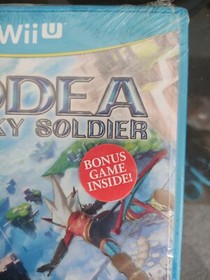 Wii U
ODEA
KY SOLDIER
BONUS
GAME
INSIDE!